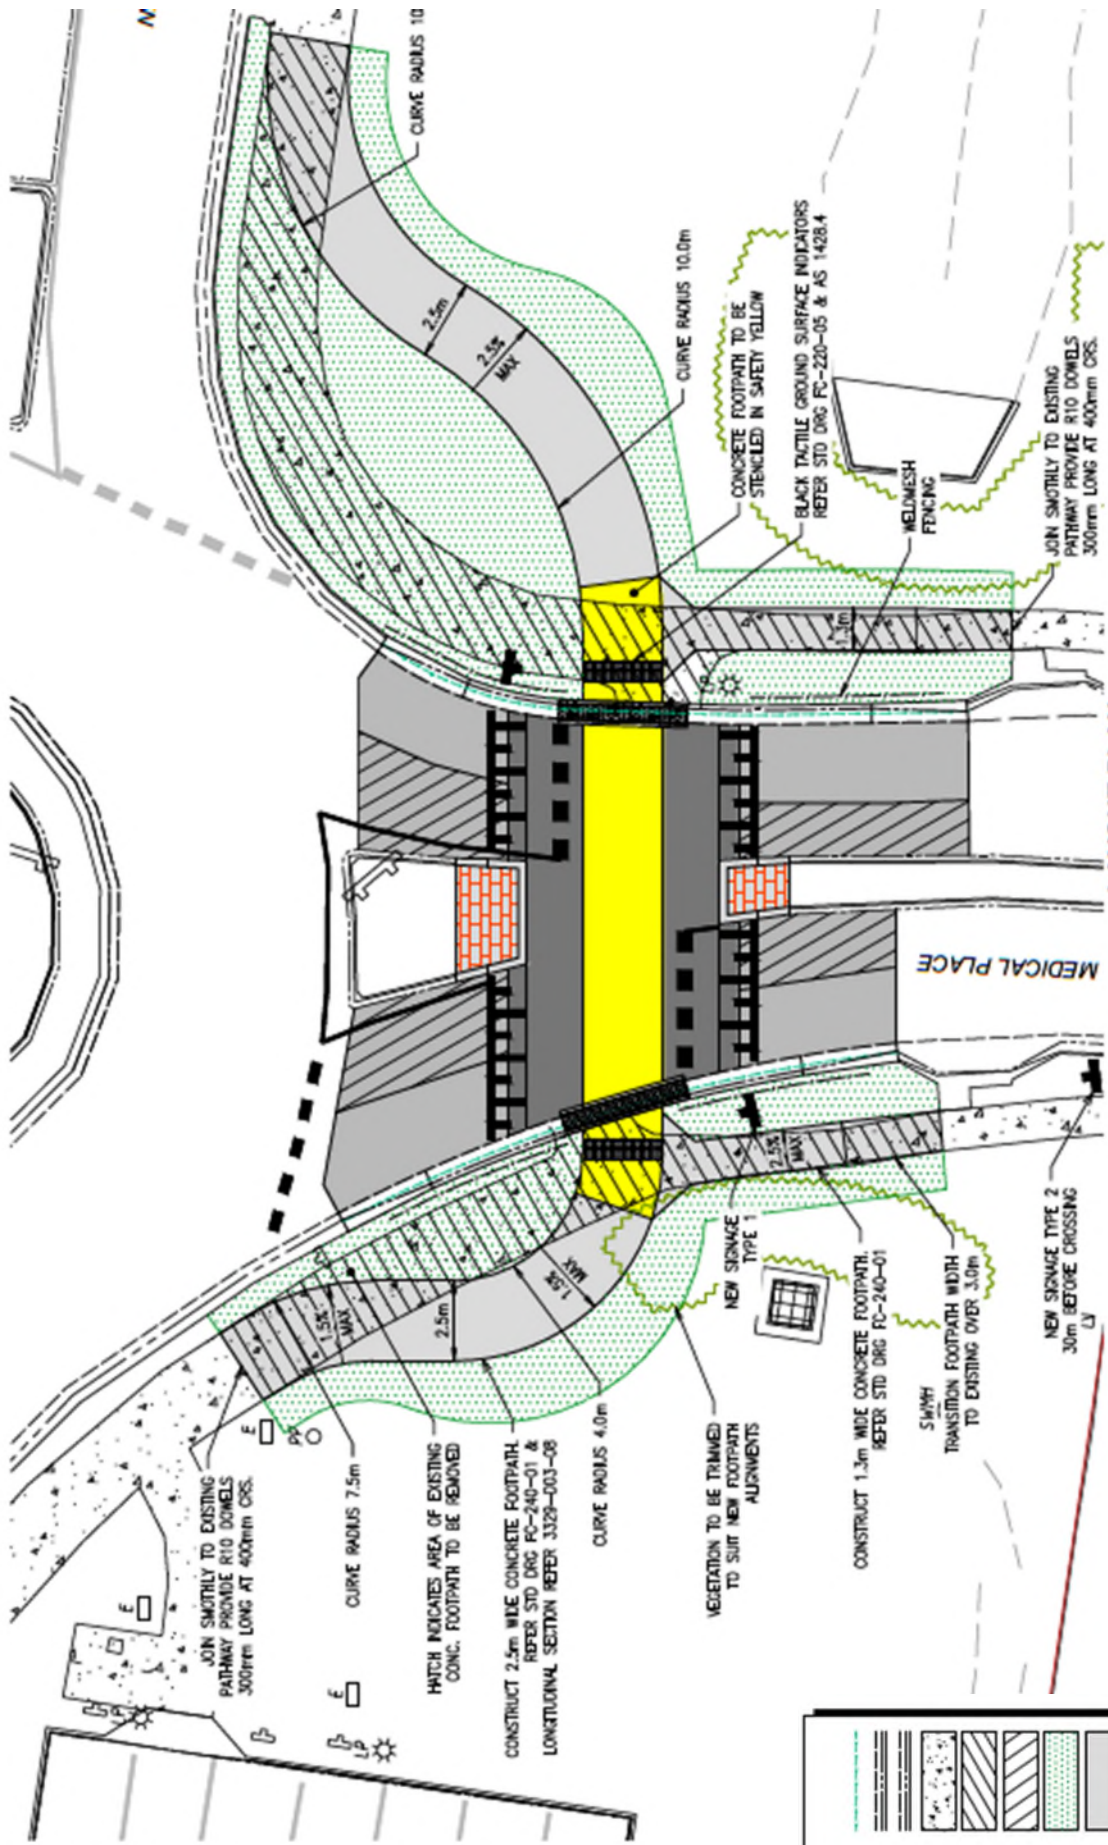 N
CURVE RADIUS 10
2.5m
2.5%
MAX
CURVE RADIUS 10.0m
CONCRETE FOOTPATH TO BE
STENCILED IN SAFETY YELLOW
BLACK TACTILE GROUND SURFACE INDICATORS
REFER STD DRG FC-220-05 & AS 1428.4
WELDMESH
FENCING
JOIN SMOTHLY TO EXISTING
PATHWAY PROVIDE R10 DOWELS
300mm LONG AT 400mm CRS.
1.3m
LP
MEDICAL PLACE
NEW SIGNAGE
TYPE 1
2.5%
MAX
1.5%
MAX
2.5m
1.5%
MAX
JOIN SMOTHLY TO EXISTING
PATHWAY PROVIDE R10 DOWELS
300mm LONG AT 400mm CRS.
E
PP
CURVE RADIUS 7.5m
HATCH INDICATES AREA OF EXISTING
CONC. FOOTPATH TO BE REMOVED
CONSTRUCT 2.5m WIDE CONCRETE FOOTPATH.
REFER STD DRG FC-240-01 &
LONGITUDINAL SECTION REFER 3329-003-08
CURVE RADIUS 4.0m
VEGETATION TO BE TRIMMED
TO SUIT NEW FOOTPATH
ALIGNMENTS
CONSTRUCT 1.3m WIDE CONCRETE FOOTPATH.
REFER STD DRG FC-240-01
SWMH
TRANSITION FOOTPATH WIDTH
TO EXISTING OVER 3.0m
NEW SIGNAGE TYPE 2
30m BEFORE CROSSING
LV
E
E
LP
LP